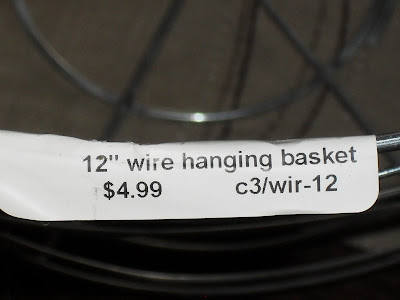 12" wire hanging basket
$4.99 c3/wir-12